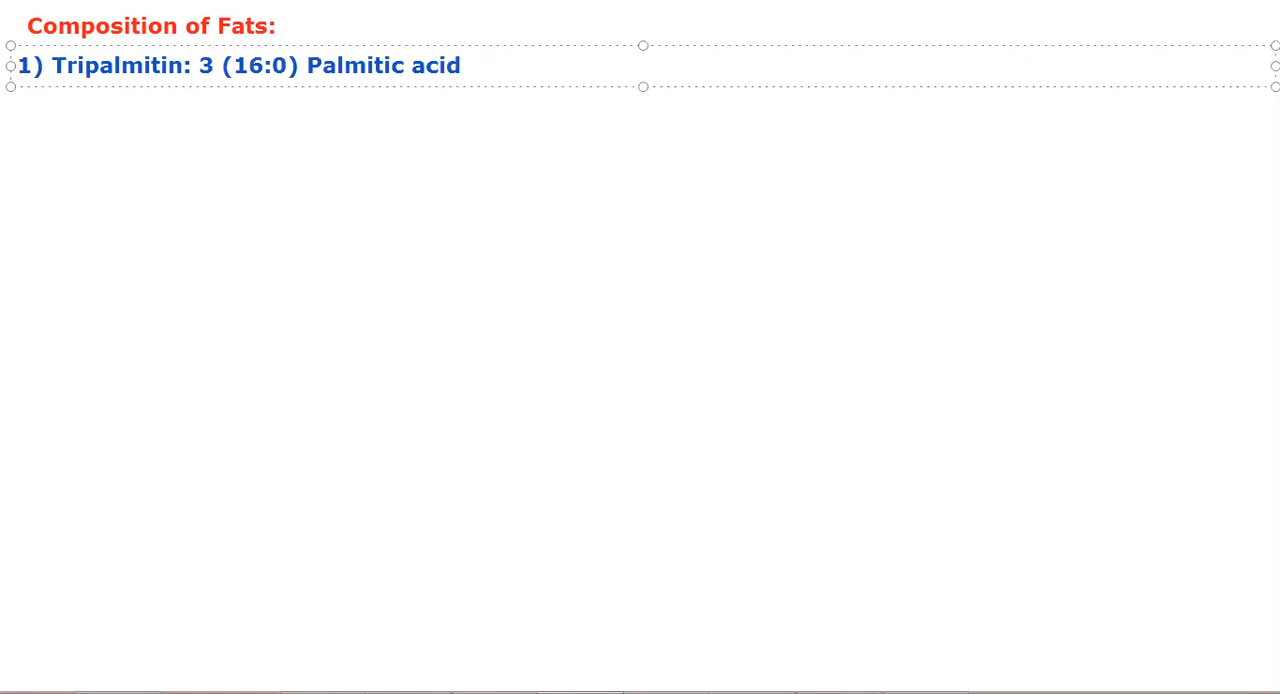 Composition of Fats:
1) Tripalmitin: 3 (16:0) Palmitic acid